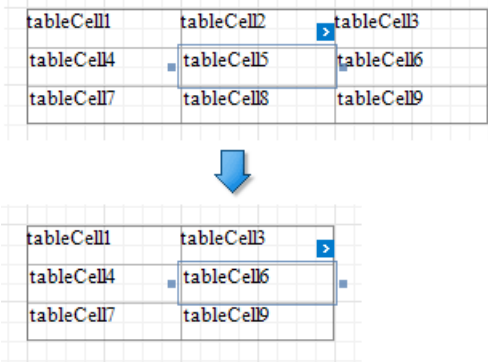 tableCell1 tableCell2 tableCell3
tableCell4 tableCell5 tableCell6
tableCell7 tableCell8 tableCell9
tableCell1 tableCell3
tableCell4 tableCell6
tableCell7 tableCell9